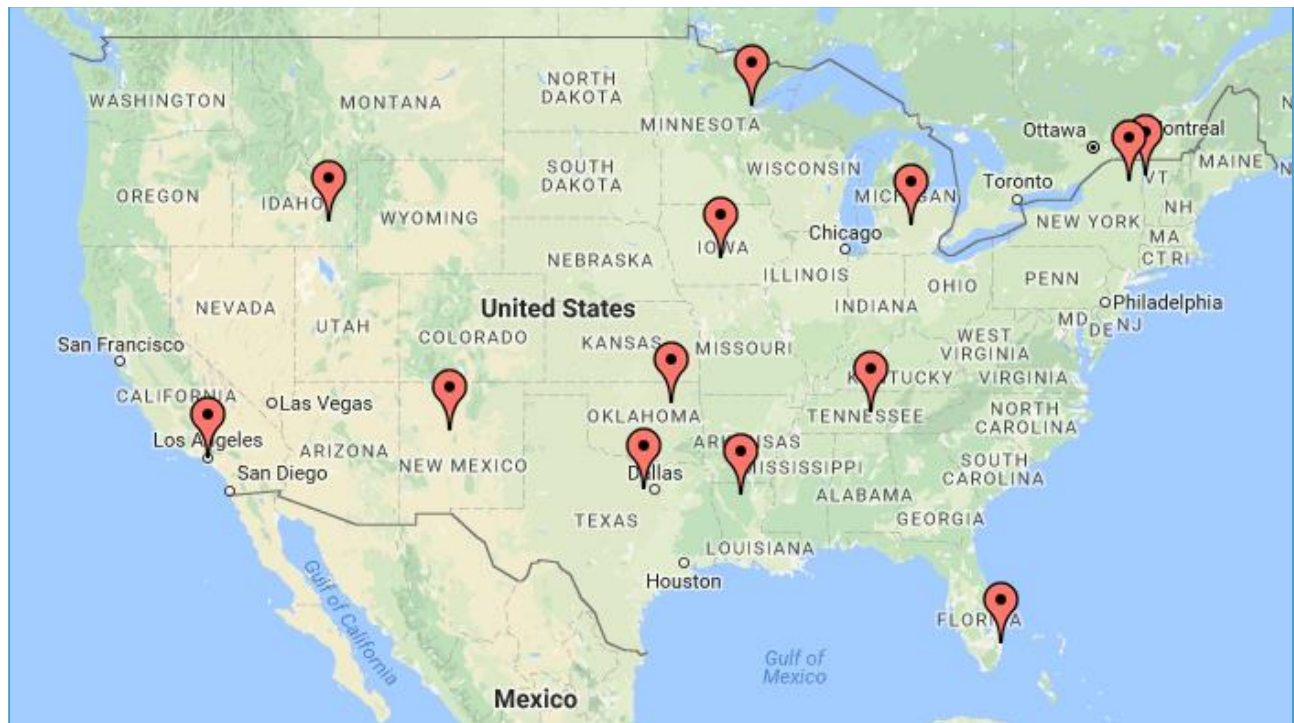 WASHINGTON
MONTANA
NORTH
DAKOTA
MINNESOTA
Ottawa
Montreal
MAINE
N
OREGON
IDAHO
WYOMING
SOUTH
DAKOTA
WISCONSIN
MICHIGAN
Toronto
VT
NH
NEW YORK
MA
CT RI
IOWA
Chicago
NEBRASKA
ILLINOIS
INDIANA
OHIO
PENN
Philadelphia
MD
DE
NJ
NEVADA
UTAH
COLORADO
United States
KANSAS
MISSOURI
WEST
VIRGINIA
KENTUCKY
VIRGINIA
San Francisco
CALIFORNIA
Las Vegas
Los Angeles
San Diego
ARIZONA
NEW MEXICO
OKLAHOMA
ARKANSAS
TENNESSEE
NORTH
CAROLINA
SOUTH
CAROLINA
Dallas
MISSISSIPPI
ALABAMA
GEORGIA
TEXAS
LOUISIANA
Houston
FLORIDA
Gulf of California
Gulf of
Mexico
Mexico